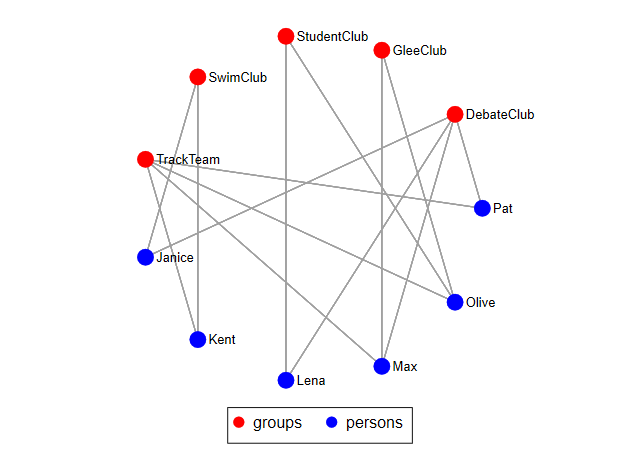 StudentClub
GleeClub
SwimClub
DebateClub
TrackTeam
Pat
Janice
Olive
Kent
Max
Lena
groups persons